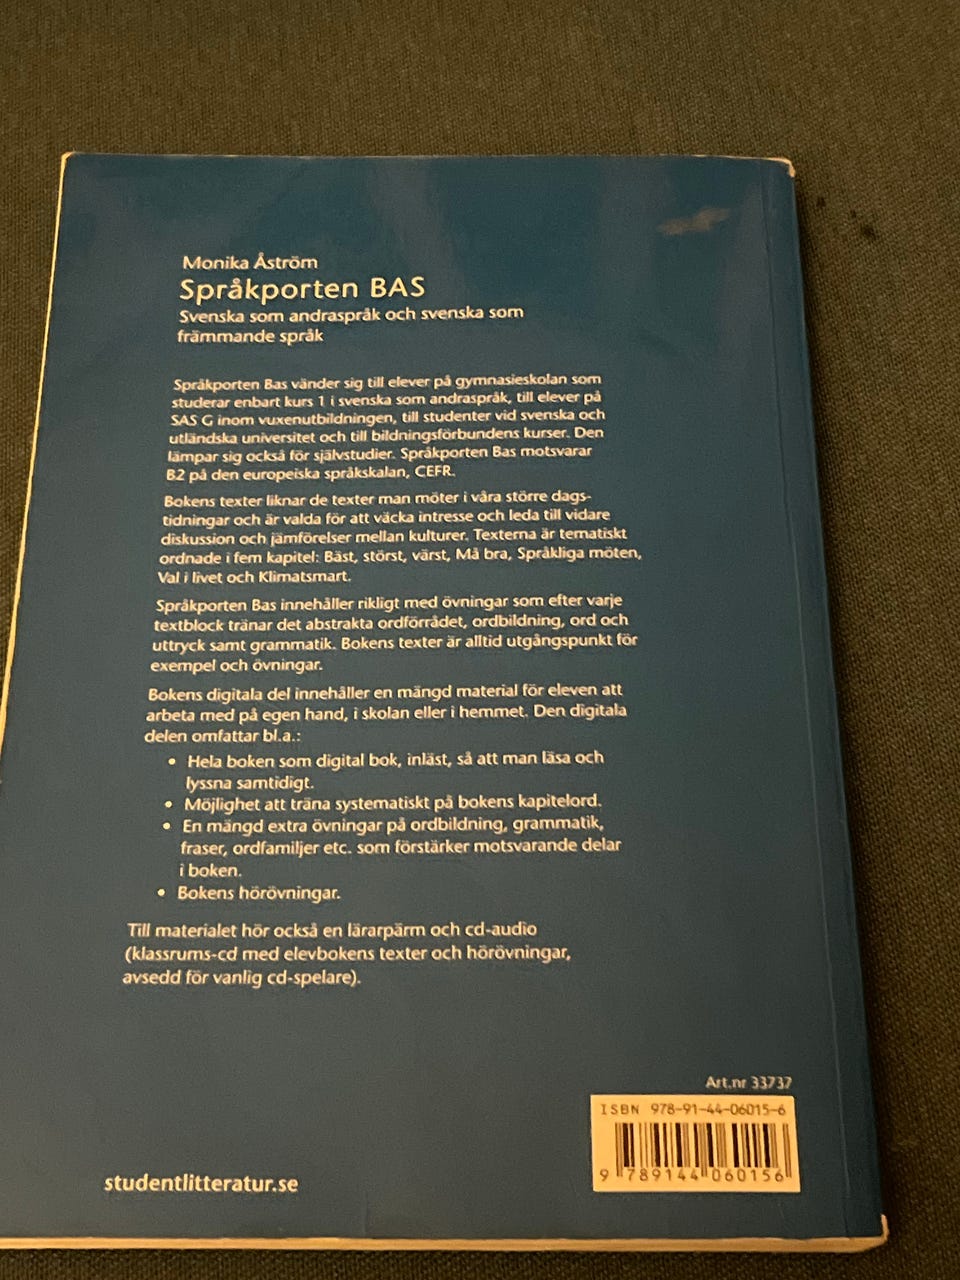 Monika Åström
Språkporten BAS
Svenska som andraspråk och svenska som
främmande språk
Språkporten Bas vänder sig till elever på gymnasieskolan som
studerar enbart kurs 1 i svenska som andraspråk, till elever på
SAS G inom vuxenutbildningen, till studenter vid svenska och
utländska universitet och till bildningsförbundens kurser. Den
lämpar sig också för självstudier. Språkporten Bas motsvarar
B2 på den europeiska språkskalan, CEFR.
Bokens texter liknar de texter man möter i våra större dags-
tidningar och är valda för att väcka intresse och leda till vidare
diskussion och jämförelser mellan kulturer. Texterna är tematiskt
ordnade i fem kapitel: Bäst, störst, värst, Må bra, Språkliga möten,
Val i livet och Klimatsmart.
Språkporten Bas innehåller rikligt med övningar som efter varje
textblock tränar det abstrakta ordförrådet, ordbildning, ord och
uttryck samt grammatik. Bokens texter är alltid utgångspunkt för
exempel och övningar.
Bokens digitala del innehåller en mängd material för eleven att
arbeta med på egen hand, i skolan eller i hemmet. Den digitala
delen omfattar bl.a.:
• Hela boken som digital bok, inläst, så att man läsa och
lyssna samtidigt.
• Möjlighet att träna systematiskt på bokens kapitelord.
• En mängd extra övningar på ordbildning, grammatik,
fraser, ordfamiljer etc. som förstärker motsvarande delar
i boken.
• Bokens hörövningar.
Till materialet hör också en lärarpärm och cd-audio
(klassrums-cd med elevbokens texter och hörövningar,
avsedd för vanlig cd-spelare).
Art.nr 33737
ISBN 978-91-44-06015-6
9 789144 060156
studentlitteratur.se